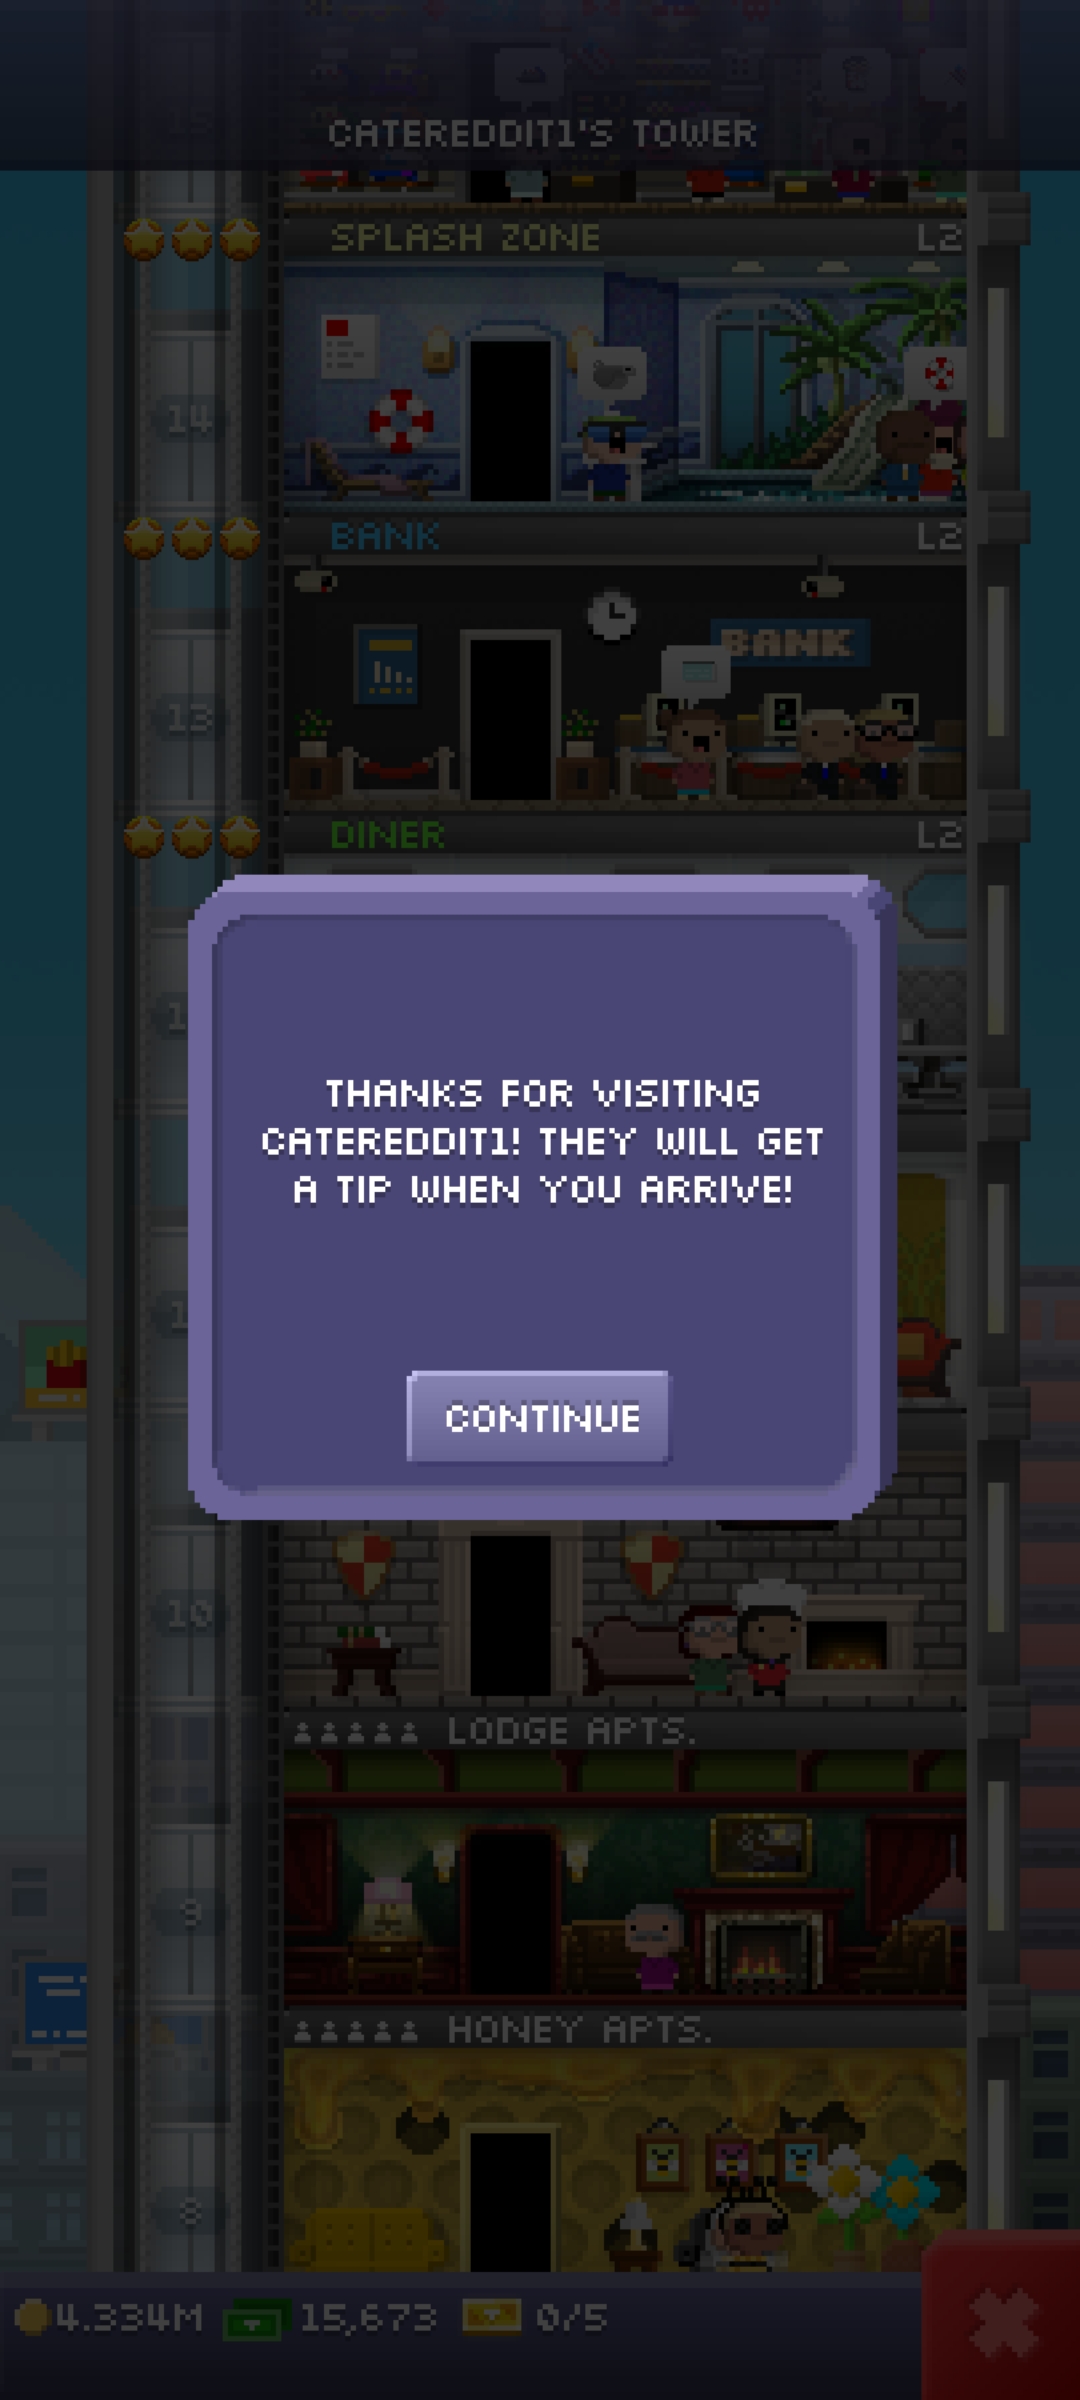 CATEREDDIT1'S TOWER
SPLASH ZONE L2
14
BANK L2
BANK
13
DINER L2
THANKS FOR VISITING
CATEREDDIT1! THEY WILL GET
A TIP WHEN YOU ARRIVE!
CONTINUE
10
LODGE APTS.
9
HONEY APTS.
8
4.334M 15,673 0/5